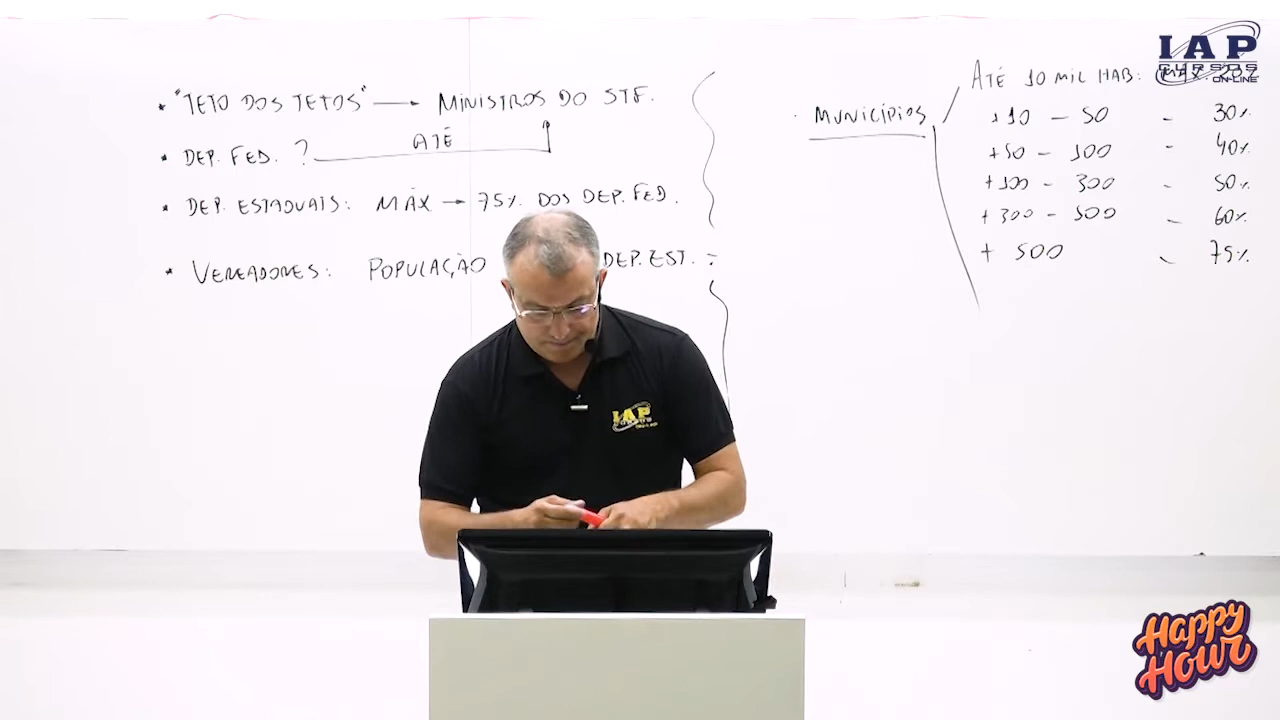 • "TETO DOS TETOS" → MINISTROS DO STF.
ATÉ
• DEP. FED. ?
• DEP. ESTADUAIS: MÁX → 75% DOS DEP. FED.
• VEREADORES: POPULAÇÃO DEP. EST. :
• MUNICÍPIOS
ATÉ 10 MIL HAB: MÁX. 20%
+10 - 50 - 30%
+50 - 100 - 40%
+100 - 300 - 50%
+300 - 500 - 60%
+ 500 - 75%
IAP
CURSOS
ON-LINE
IAP
Happy
Hour